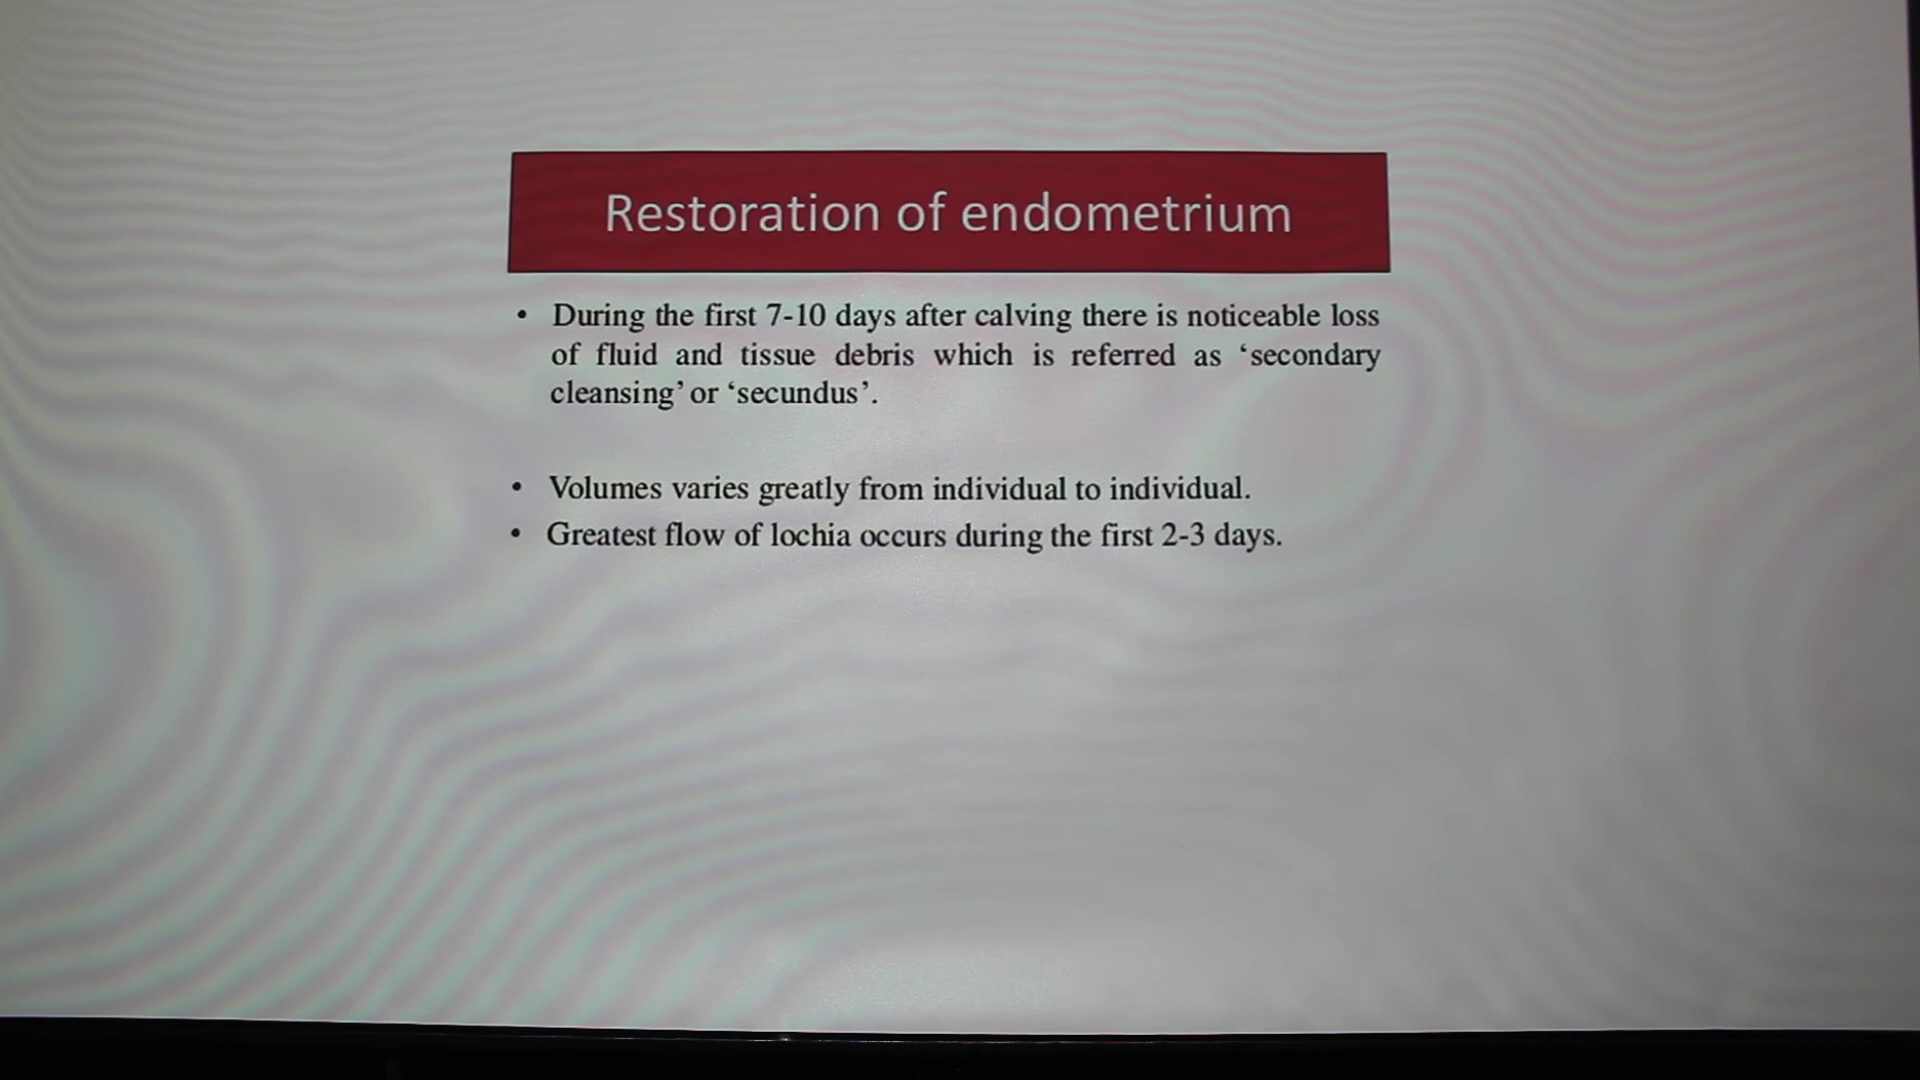 Restoration of endometrium
• During the first 7-10 days after calving there is noticeable loss
of fluid and tissue debris which is referred as ‘secondary
cleansing’ or ‘secundus’.
• Volumes varies greatly from individual to individual.
• Greatest flow of lochia occurs during the first 2-3 days.